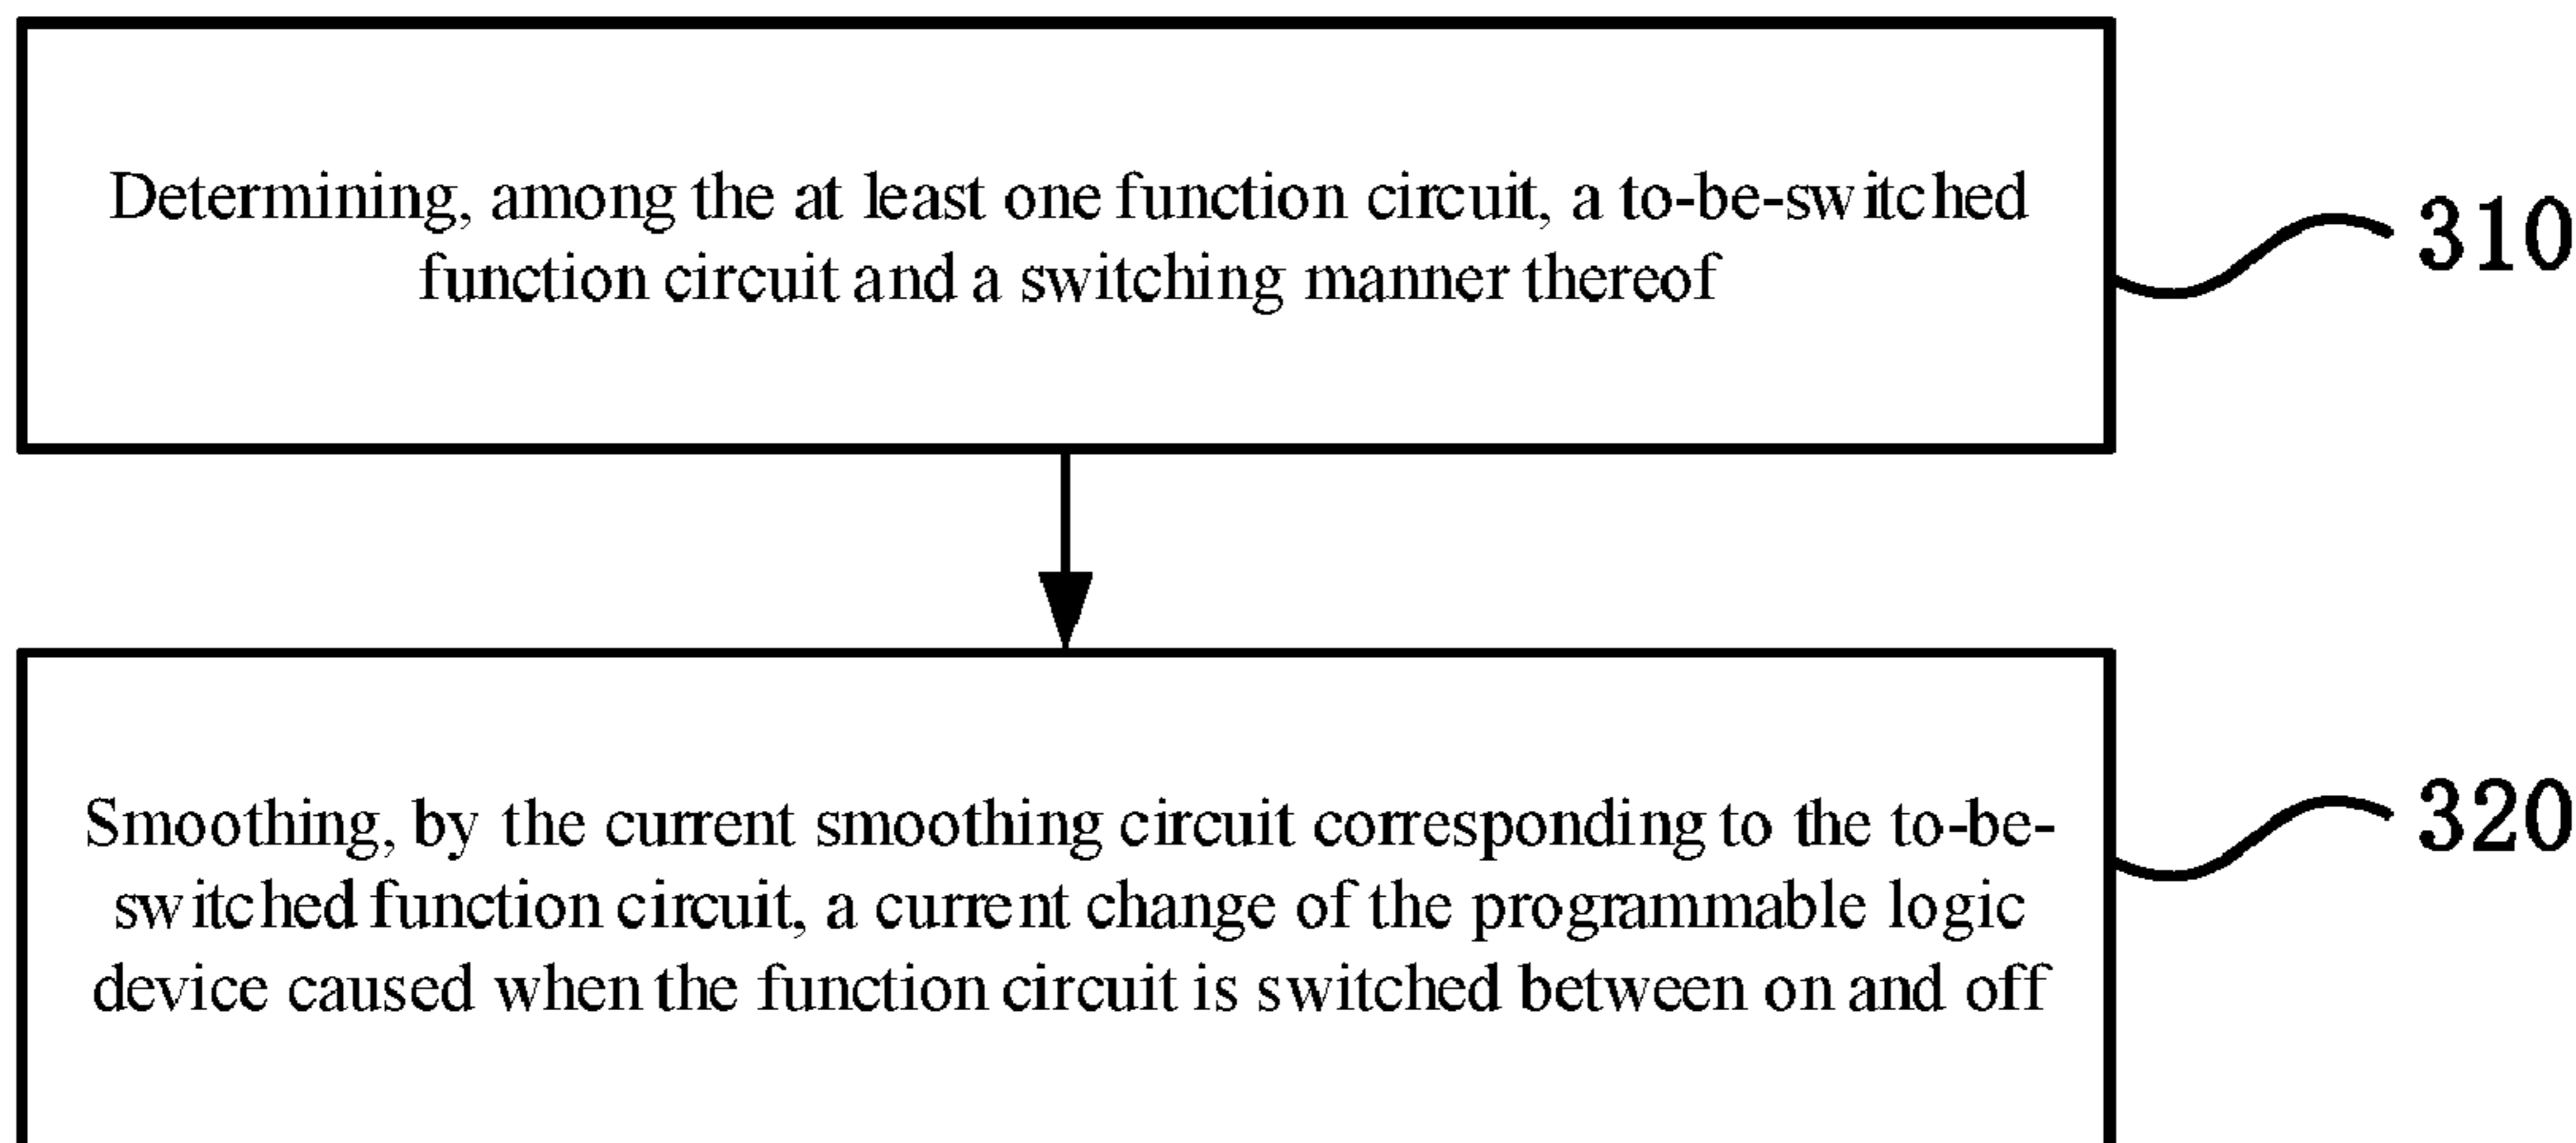 Determining, among the at least one function circuit, a to-be-switched
function circuit and a switching manner thereof
310
Smoothing, by the current smoothing circuit corresponding to the to-be-
switched function circuit, a current change of the programmable logic
device caused when the function circuit is switched between on and off
320